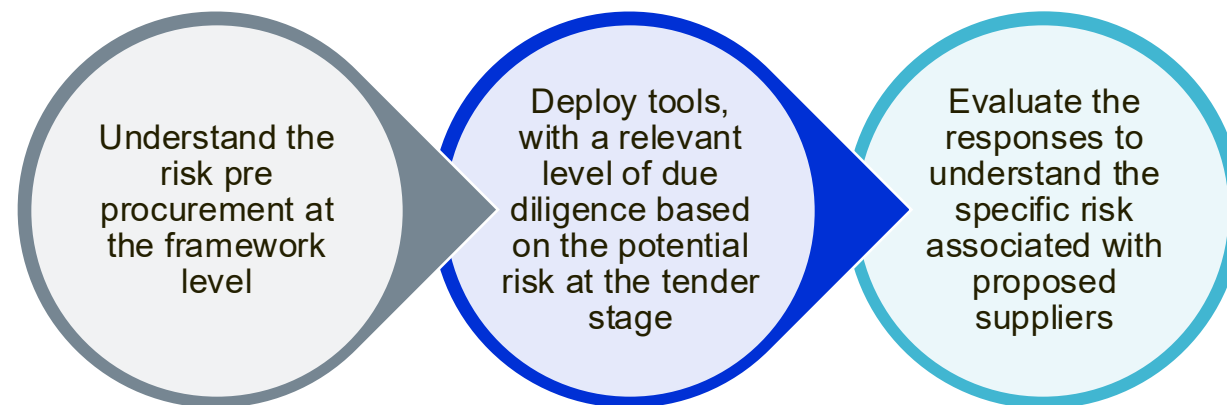 Understand the
risk pre
procurement at
the framework
level
Deploy tools,
with a relevant
level of due
diligence based
on the potential
risk at the tender
stage
Evaluate the
responses to
understand the
specific risk
associated with
proposed
suppliers